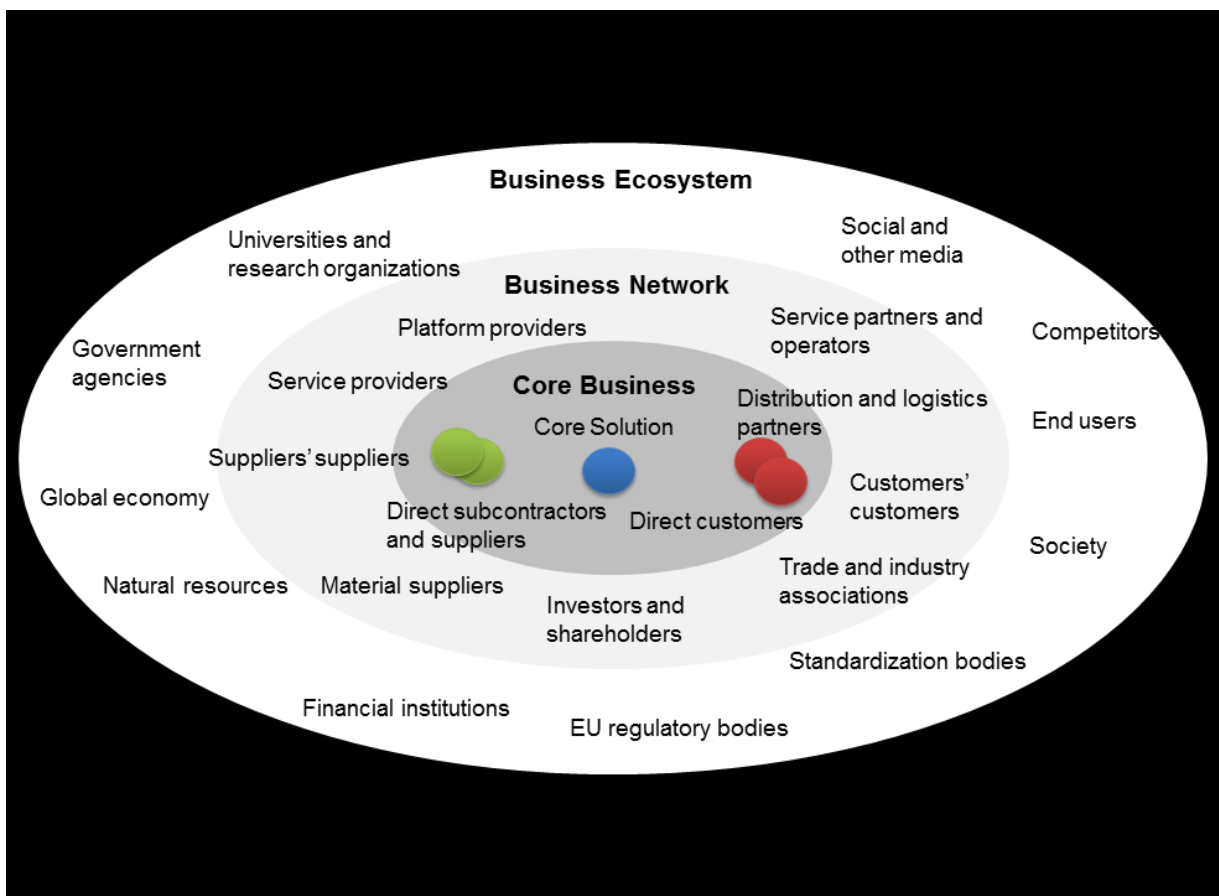 Business Ecosystem
Social and
other media
Universities and
research organizations
Business Network
Platform providers
Service partners and
operators
Competitors
Government
agencies
Service providers
Core Business
Distribution and logistics
partners
Core Solution
End users
Suppliers’ suppliers
Global economy
Customers’
customers
Direct subcontractors
and suppliers
Direct customers
Society
Natural resources
Material suppliers
Trade and industry
associations
Investors and
shareholders
Standardization bodies
Financial institutions
EU regulatory bodies